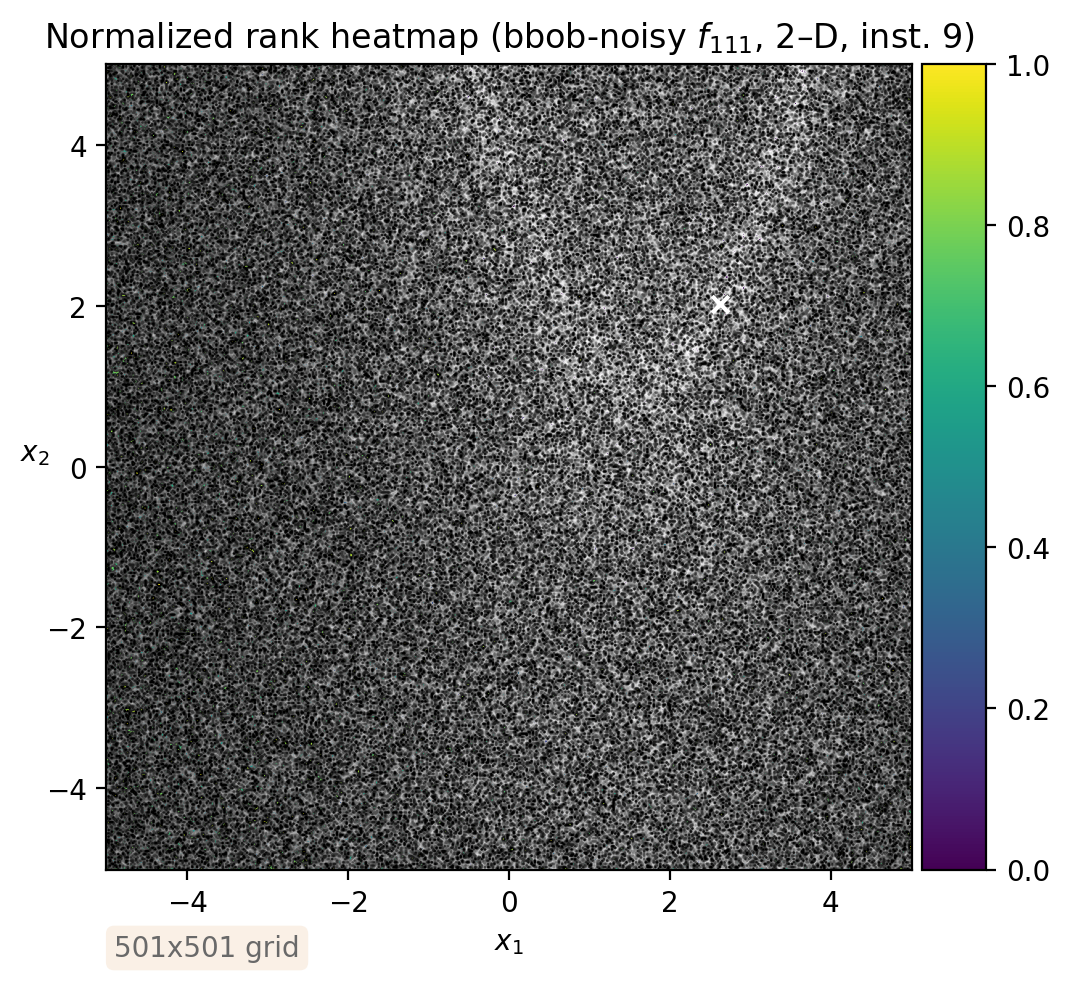 Normalized rank heatmap (bbob-noisy f₁₁₁, 2–D, inst. 9)
1.0
0.8
0.6
0.4
0.2
0.0
4
2
0
−2
−4
x₂
−4 −2 0 2 4
x₁
501x501 grid